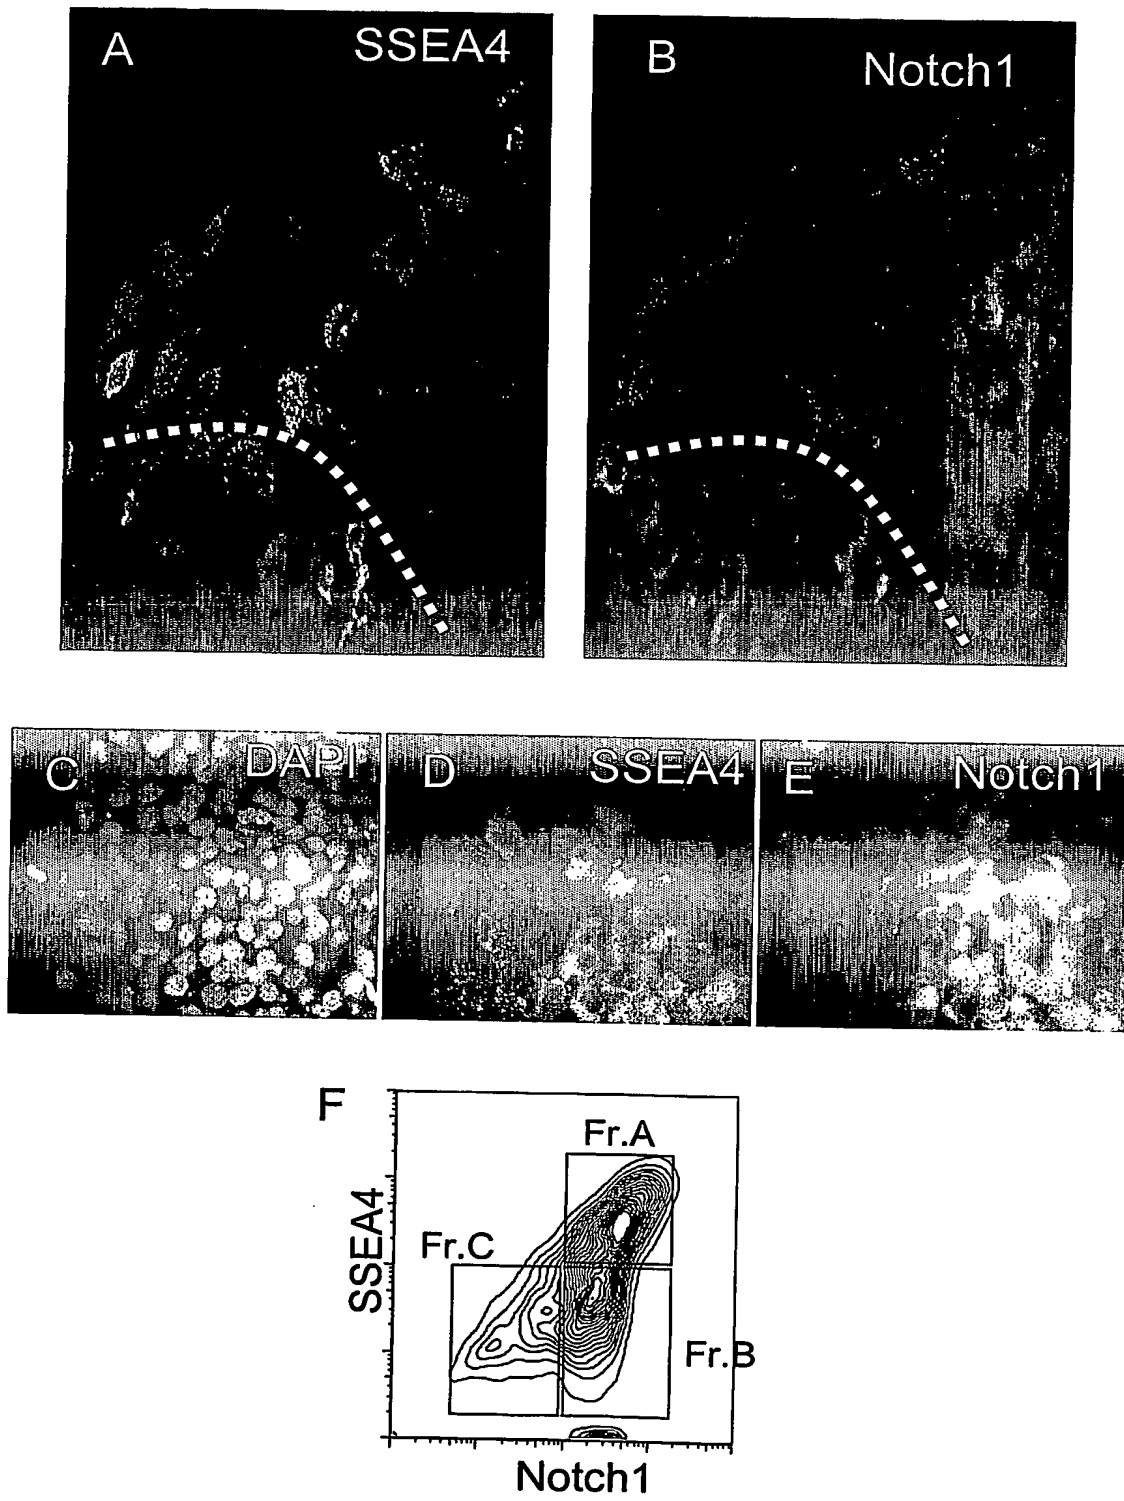 A SSEA4
B Notch1
C DAPI
D SSEA4
E Notch1
F
Fr.A
Fr.C
Fr.B
SSEA4
Notch1